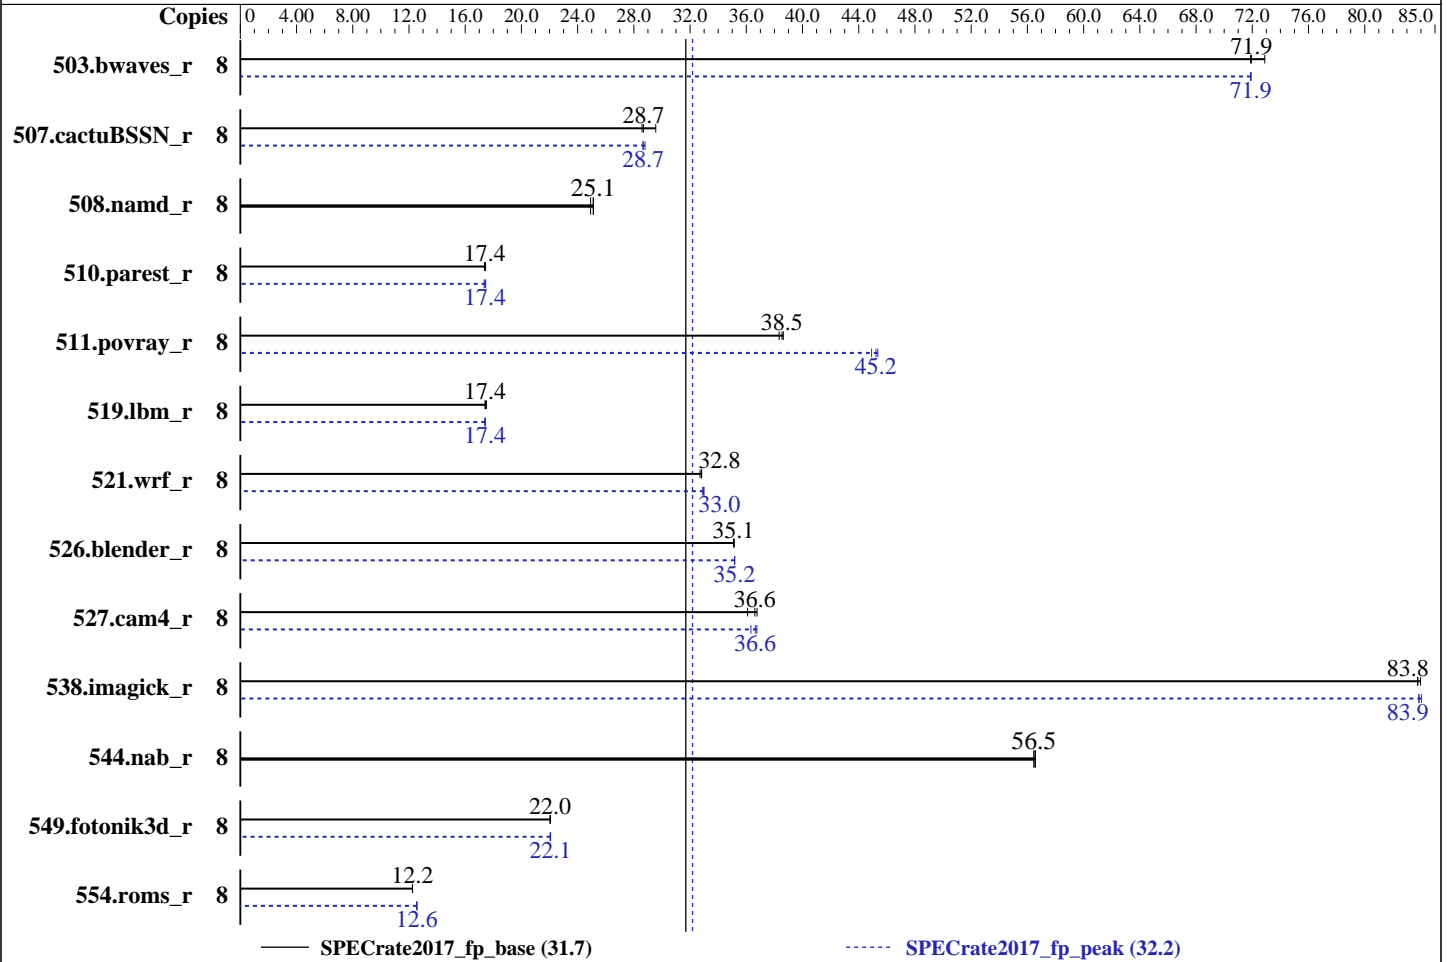 Copies 0 4.00 8.00 12.0 16.0 20.0 24.0 28.0 32.0 36.0 40.0 44.0 48.0 52.0 56.0 60.0 64.0 68.0 72.0 76.0 80.0 85.0
503.bwaves_r 8 71.9
71.9
507.cactuBSSN_r 8 28.7
28.7
508.namd_r 8 25.1
510.parest_r 8 17.4
17.4
511.povray_r 8 38.5
45.2
519.lbm_r 8 17.4
17.4
521.wrf_r 8 32.8
33.0
526.blender_r 8 35.1
35.2
527.cam4_r 8 36.6
36.6
538.imagick_r 8 83.8
83.9
544.nab_r 8 56.5
549.fotonik3d_r 8 22.0
22.1
554.roms_r 8 12.2
12.6
SPECrate2017_fp_base (31.7) SPECrate2017_fp_peak (32.2)